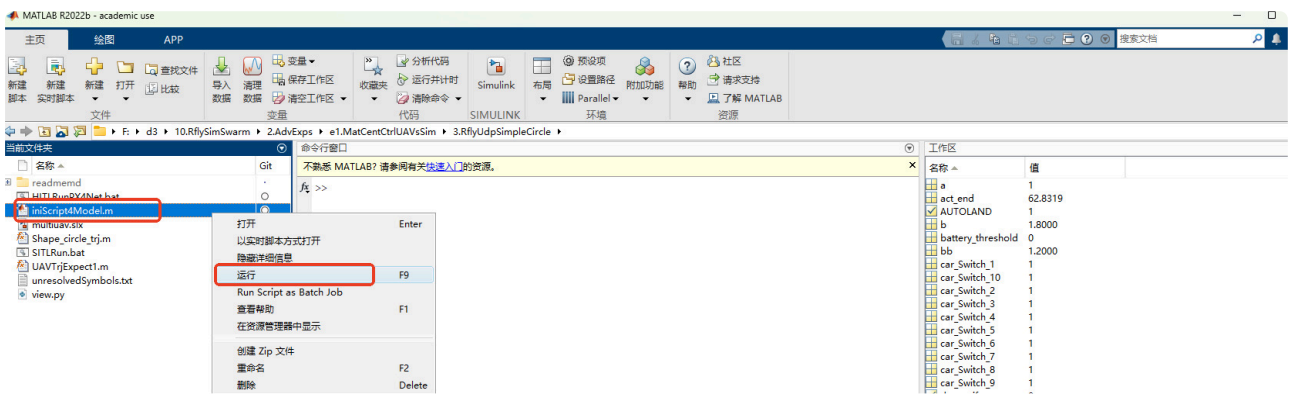 MATLAB R2022b - academic use
主页 绘图 APP
搜索文档
新建脚本 新建实时脚本 新建 打开 查找文件 比较
导入数据 清理数据 变量 保存工作区 清空工作区
收藏夹 分析代码 运行并计时 清除命令
Simulink
布局 预设项 设置路径 Parallel 附加功能
帮助 社区 请求支持 了解 MATLAB
文件 变量 代码 SIMULINK 环境 资源
F: d3 10.RflySimSwarm 2.AdvExps e1.MatCentCtrlUAVsSim 3.RflyUdpSimpleCircle
当前文件夹
名称 Git
readmemd
HITLRunPX4Net.bat
iniScript4Model.m
multiuav.slx
Shape_circle_trj.m
SITLRun.bat
UAVTrjExpect1.m
unresolvedSymbols.txt
view.py
命令行窗口
不熟悉 MATLAB? 请参阅有关快速入门的资源。
fx >>
打开 Enter
以实时脚本方式打开
隐藏详细信息
运行 F9
Run Script as Batch Job
查看帮助 F1
在资源管理器中显示
创建 Zip 文件
重命名 F2
删除 Delete
工作区
名称 值
a 1
act_end 62.8319
AUTOLAND 1
b 1.8000
battery_threshold 0
bb 1.2000
car_Switch_1 1
car_Switch_10 1
car_Switch_2 1
car_Switch_3 1
car_Switch_4 1
car_Switch_5 1
car_Switch_6 1
car_Switch_7 1
car_Switch_8 1
car_Switch_9 1